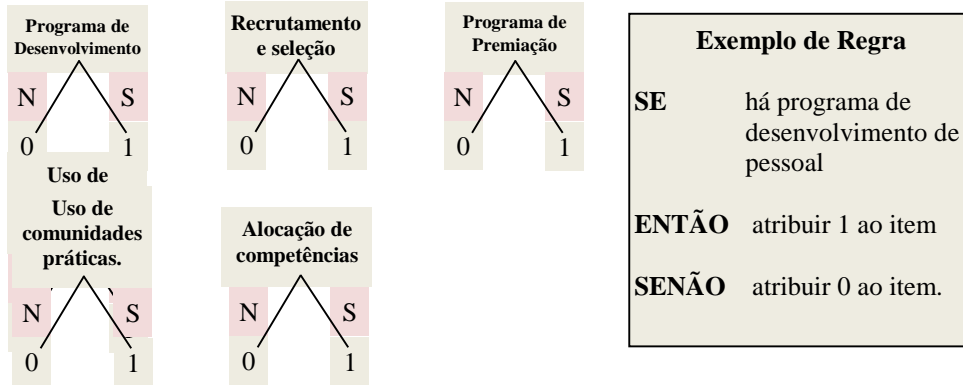 Programa de
Desenvolvimento
N S
0 1
Recrutamento
e seleção
N S
0 1
Programa de
Premiação
N S
0 1
Uso de
Uso de
comunidades
práticas.
N S
0 1
Alocação de
competências
N S
0 1
Exemplo de Regra
SE há programa de
desenvolvimento de
pessoal
ENTÃO atribuir 1 ao item
SENÃO atribuir 0 ao item.